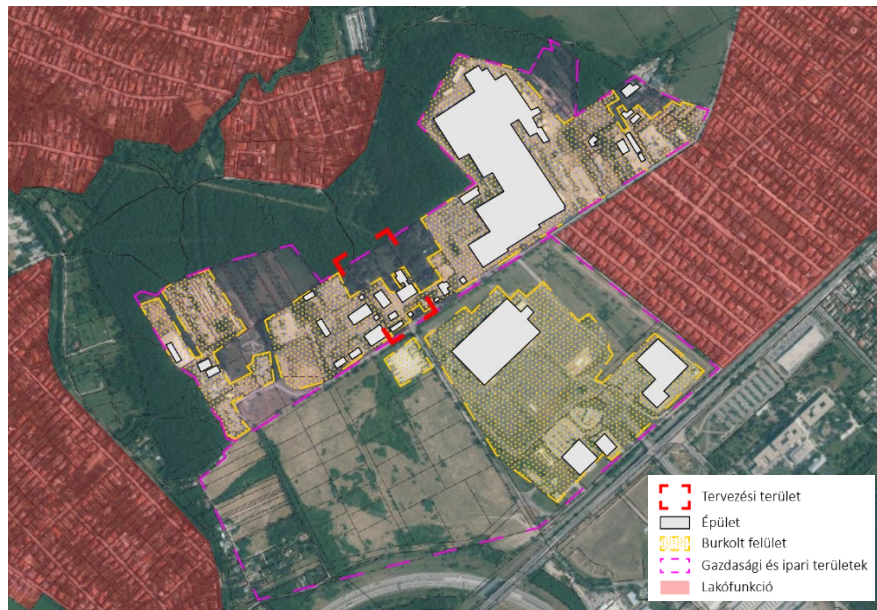 Tervezési terület
Épület
Burkolt felület
Gazdasági és ipari területek
Lakófunkció